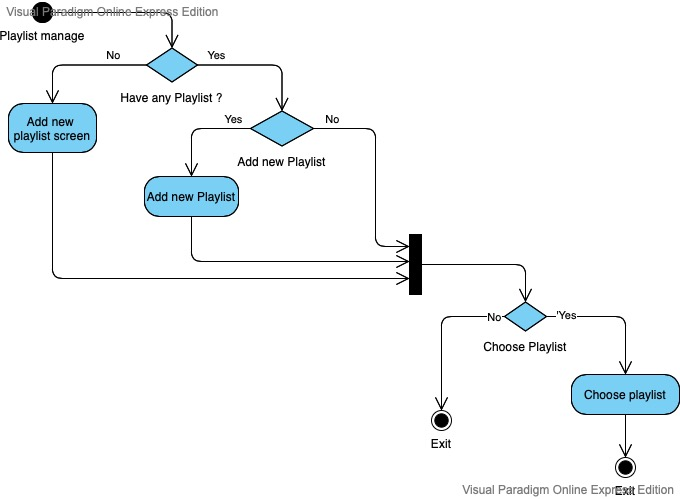 Visual Paradigm Online Express Edition
Playlist manage
No
Yes
Have any Playlist ?
Add new
playlist screen
Yes
No
Add new Playlist
Add new Playlist
No
'Yes
Choose Playlist
Choose playlist
Exit
Visual Paradigm Online Express Edition
Exit